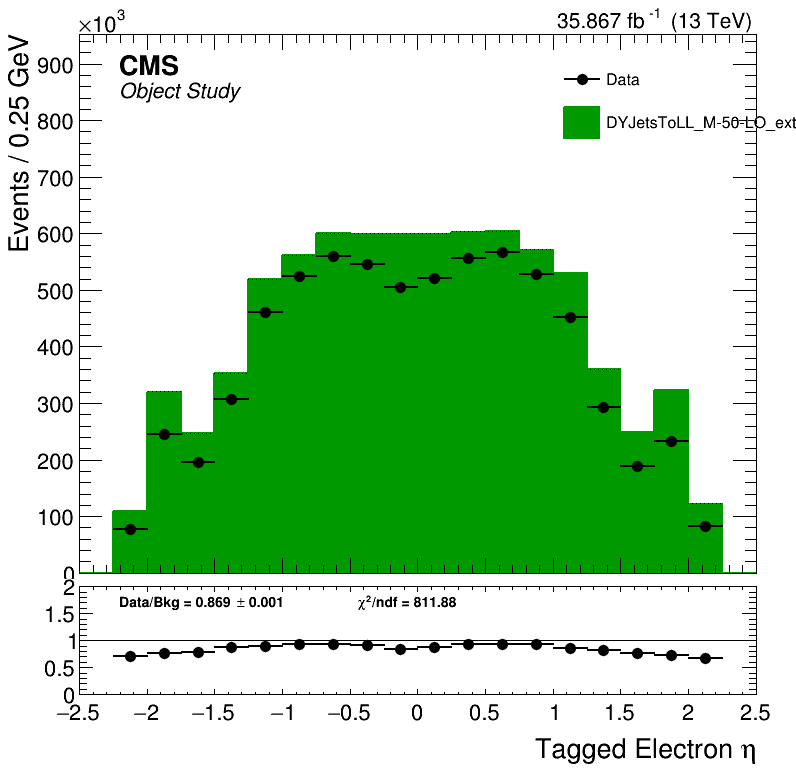 ×10³
35.867 fb⁻¹ (13 TeV)
Events / 0.25 GeV
CMS
Object Study
Data
DYJetsToLL_M-50-LO_ext
900
800
700
600
500
400
300
200
100
0
Data/Bkg = 0.869 ± 0.001
χ²/ndf = 811.88
2
1.5
1
0.5
0
−2.5 −2 −1.5 −1 −0.5 0 0.5 1 1.5 2 2.5
Tagged Electron η